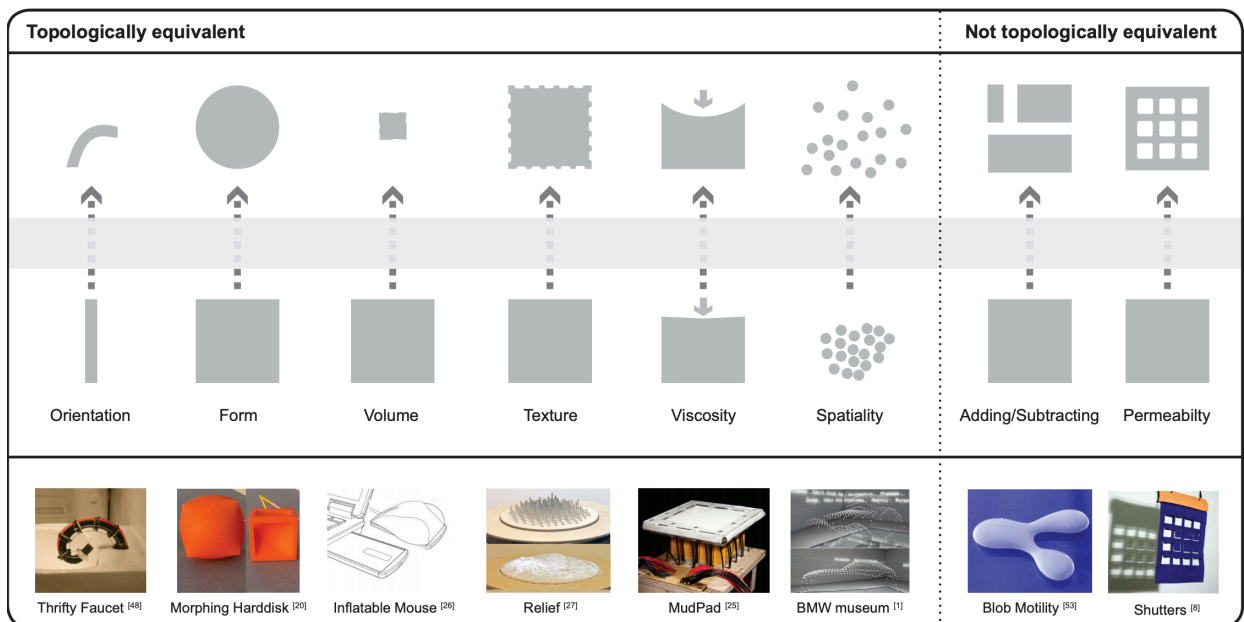 Topologically equivalent
Not topologically equivalent
Orientation
Form
Volume
Texture
Viscosity
Spatiality
Adding/Subtracting
Permeabilty
Thrifty Faucet [48]
Morphing Harddisk [20]
Inflatable Mouse [26]
Relief [27]
MudPad [25]
BMW museum [1]
Blob Motility [53]
Shutters [8]